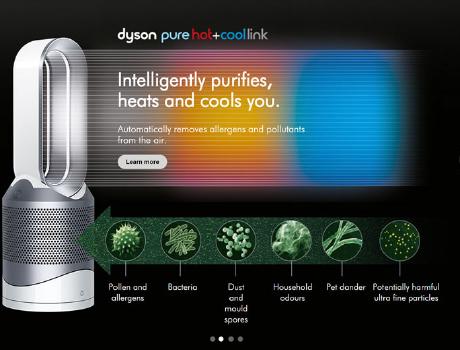 dyson pure hot+cool link
Intelligently purifies,
heats and cools you.
Automatically removes allergens and pollutants
from the air.
Learn more
Pollen and
allergens
Bacteria
Dust
and
mould
spores
Household
odours
Pet dander
Potentially harmful
ultra fine particles